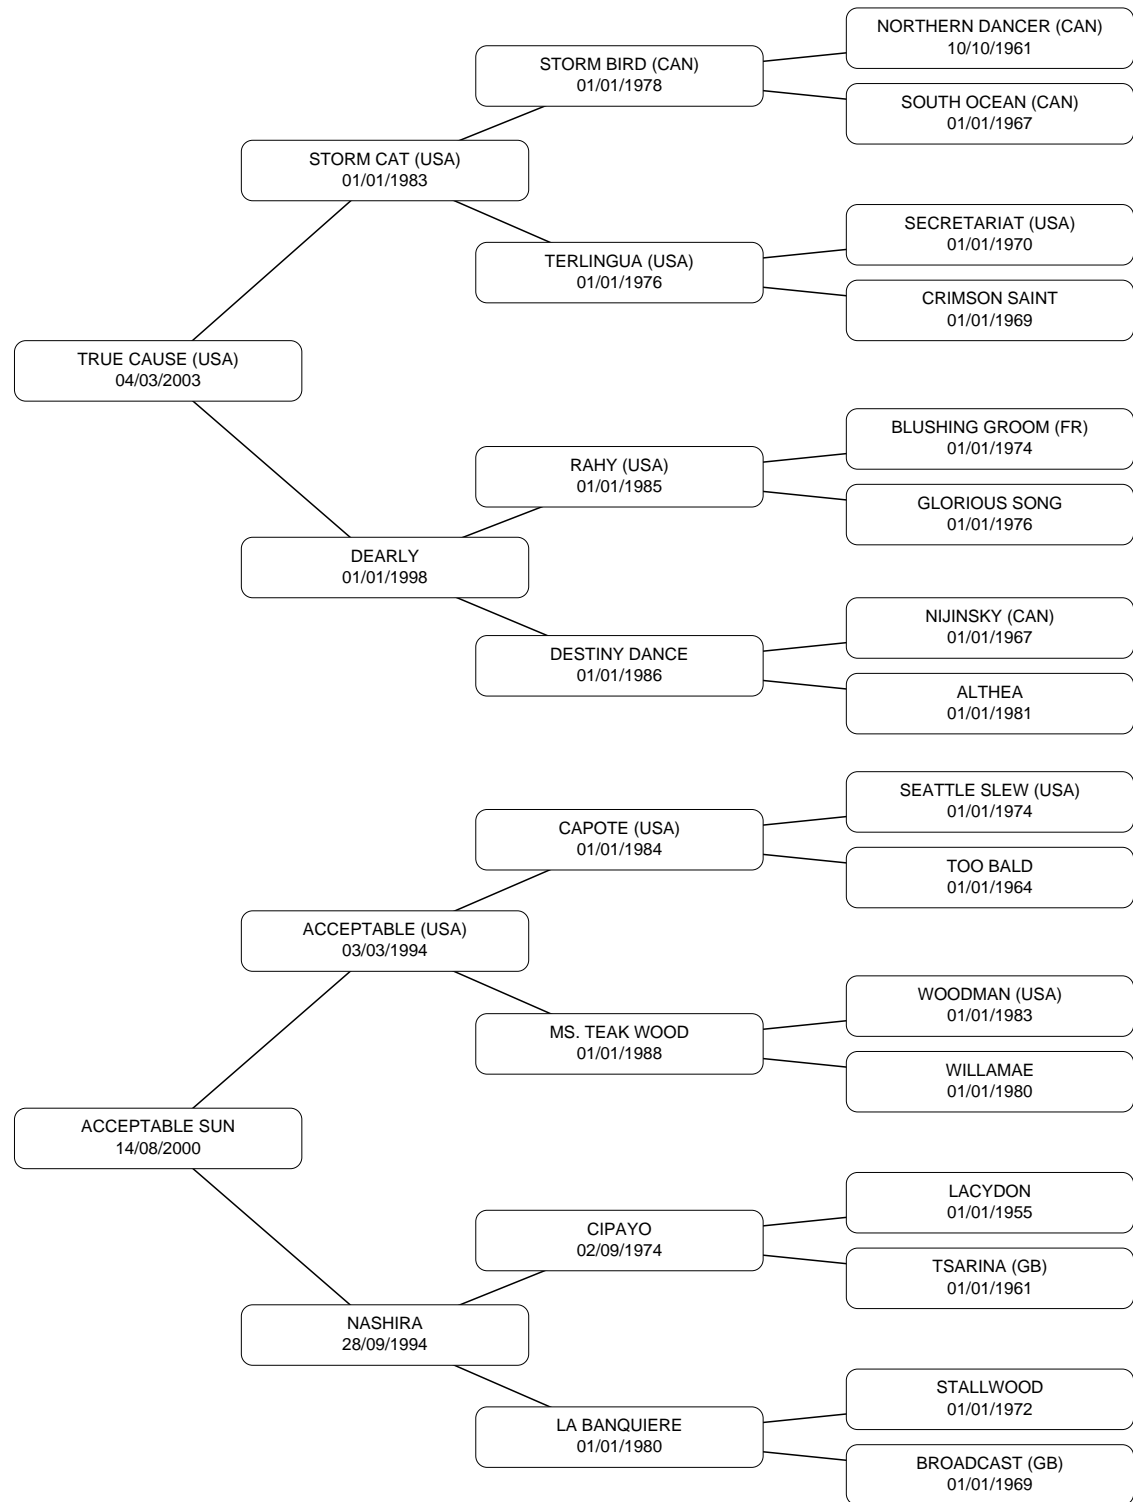 NORTHERN DANCER (CAN)
10/10/1961
STORM BIRD (CAN)
01/01/1978
SOUTH OCEAN (CAN)
01/01/1967
STORM CAT (USA)
01/01/1983
SECRETARIAT (USA)
01/01/1970
TERLINGUA (USA)
01/01/1976
CRIMSON SAINT
01/01/1969
TRUE CAUSE (USA)
04/03/2003
BLUSHING GROOM (FR)
01/01/1974
RAHY (USA)
01/01/1985
GLORIOUS SONG
01/01/1976
DEARLY
01/01/1998
NIJINSKY (CAN)
01/01/1967
DESTINY DANCE
01/01/1986
ALTHEA
01/01/1981
SEATTLE SLEW (USA)
01/01/1974
CAPOTE (USA)
01/01/1984
TOO BALD
01/01/1964
ACCEPTABLE (USA)
03/03/1994
WOODMAN (USA)
01/01/1983
MS. TEAK WOOD
01/01/1988
WILLAMAE
01/01/1980
ACCEPTABLE SUN
14/08/2000
LACYDON
01/01/1955
CIPAYO
02/09/1974
TSARINA (GB)
01/01/1961
NASHIRA
28/09/1994
STALLWOOD
01/01/1972
LA BANQUIERE
01/01/1980
BROADCAST (GB)
01/01/1969